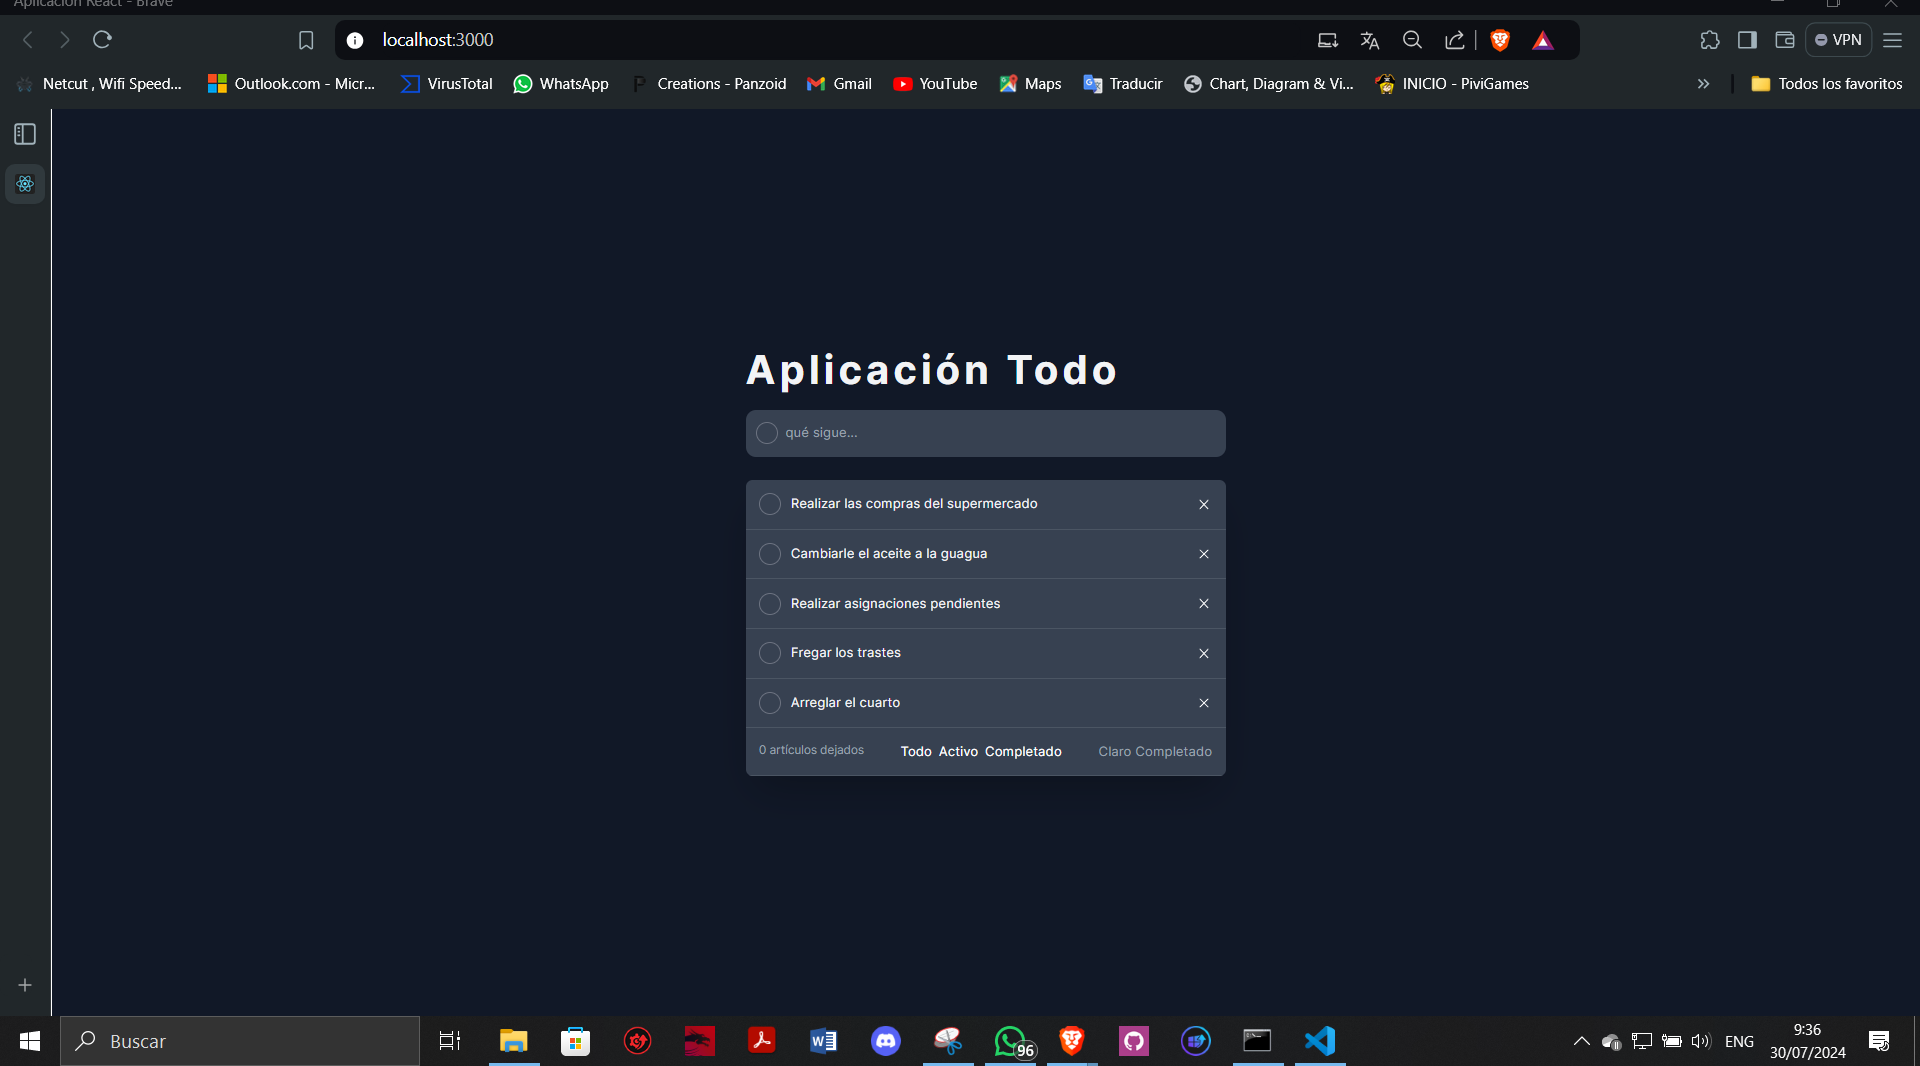 Aplicación React - Brave
localhost:3000
VPN
Netcut , Wifi Speed... Outlook.com - Micr... VirusTotal WhatsApp Creations - Panzoid Gmail YouTube Maps Traducir Chart, Diagram & Vi... INICIO - PiviGames Todos los favoritos
Aplicación Todo
qué sigue...
Realizar las compras del supermercado
Cambiarle el aceite a la guagua
Realizar asignaciones pendientes
Fregar los trastes
Arreglar el cuarto
0 artículos dejados Todo Activo Completado Claro Completado
Buscar
96
ENG
9:36
30/07/2024